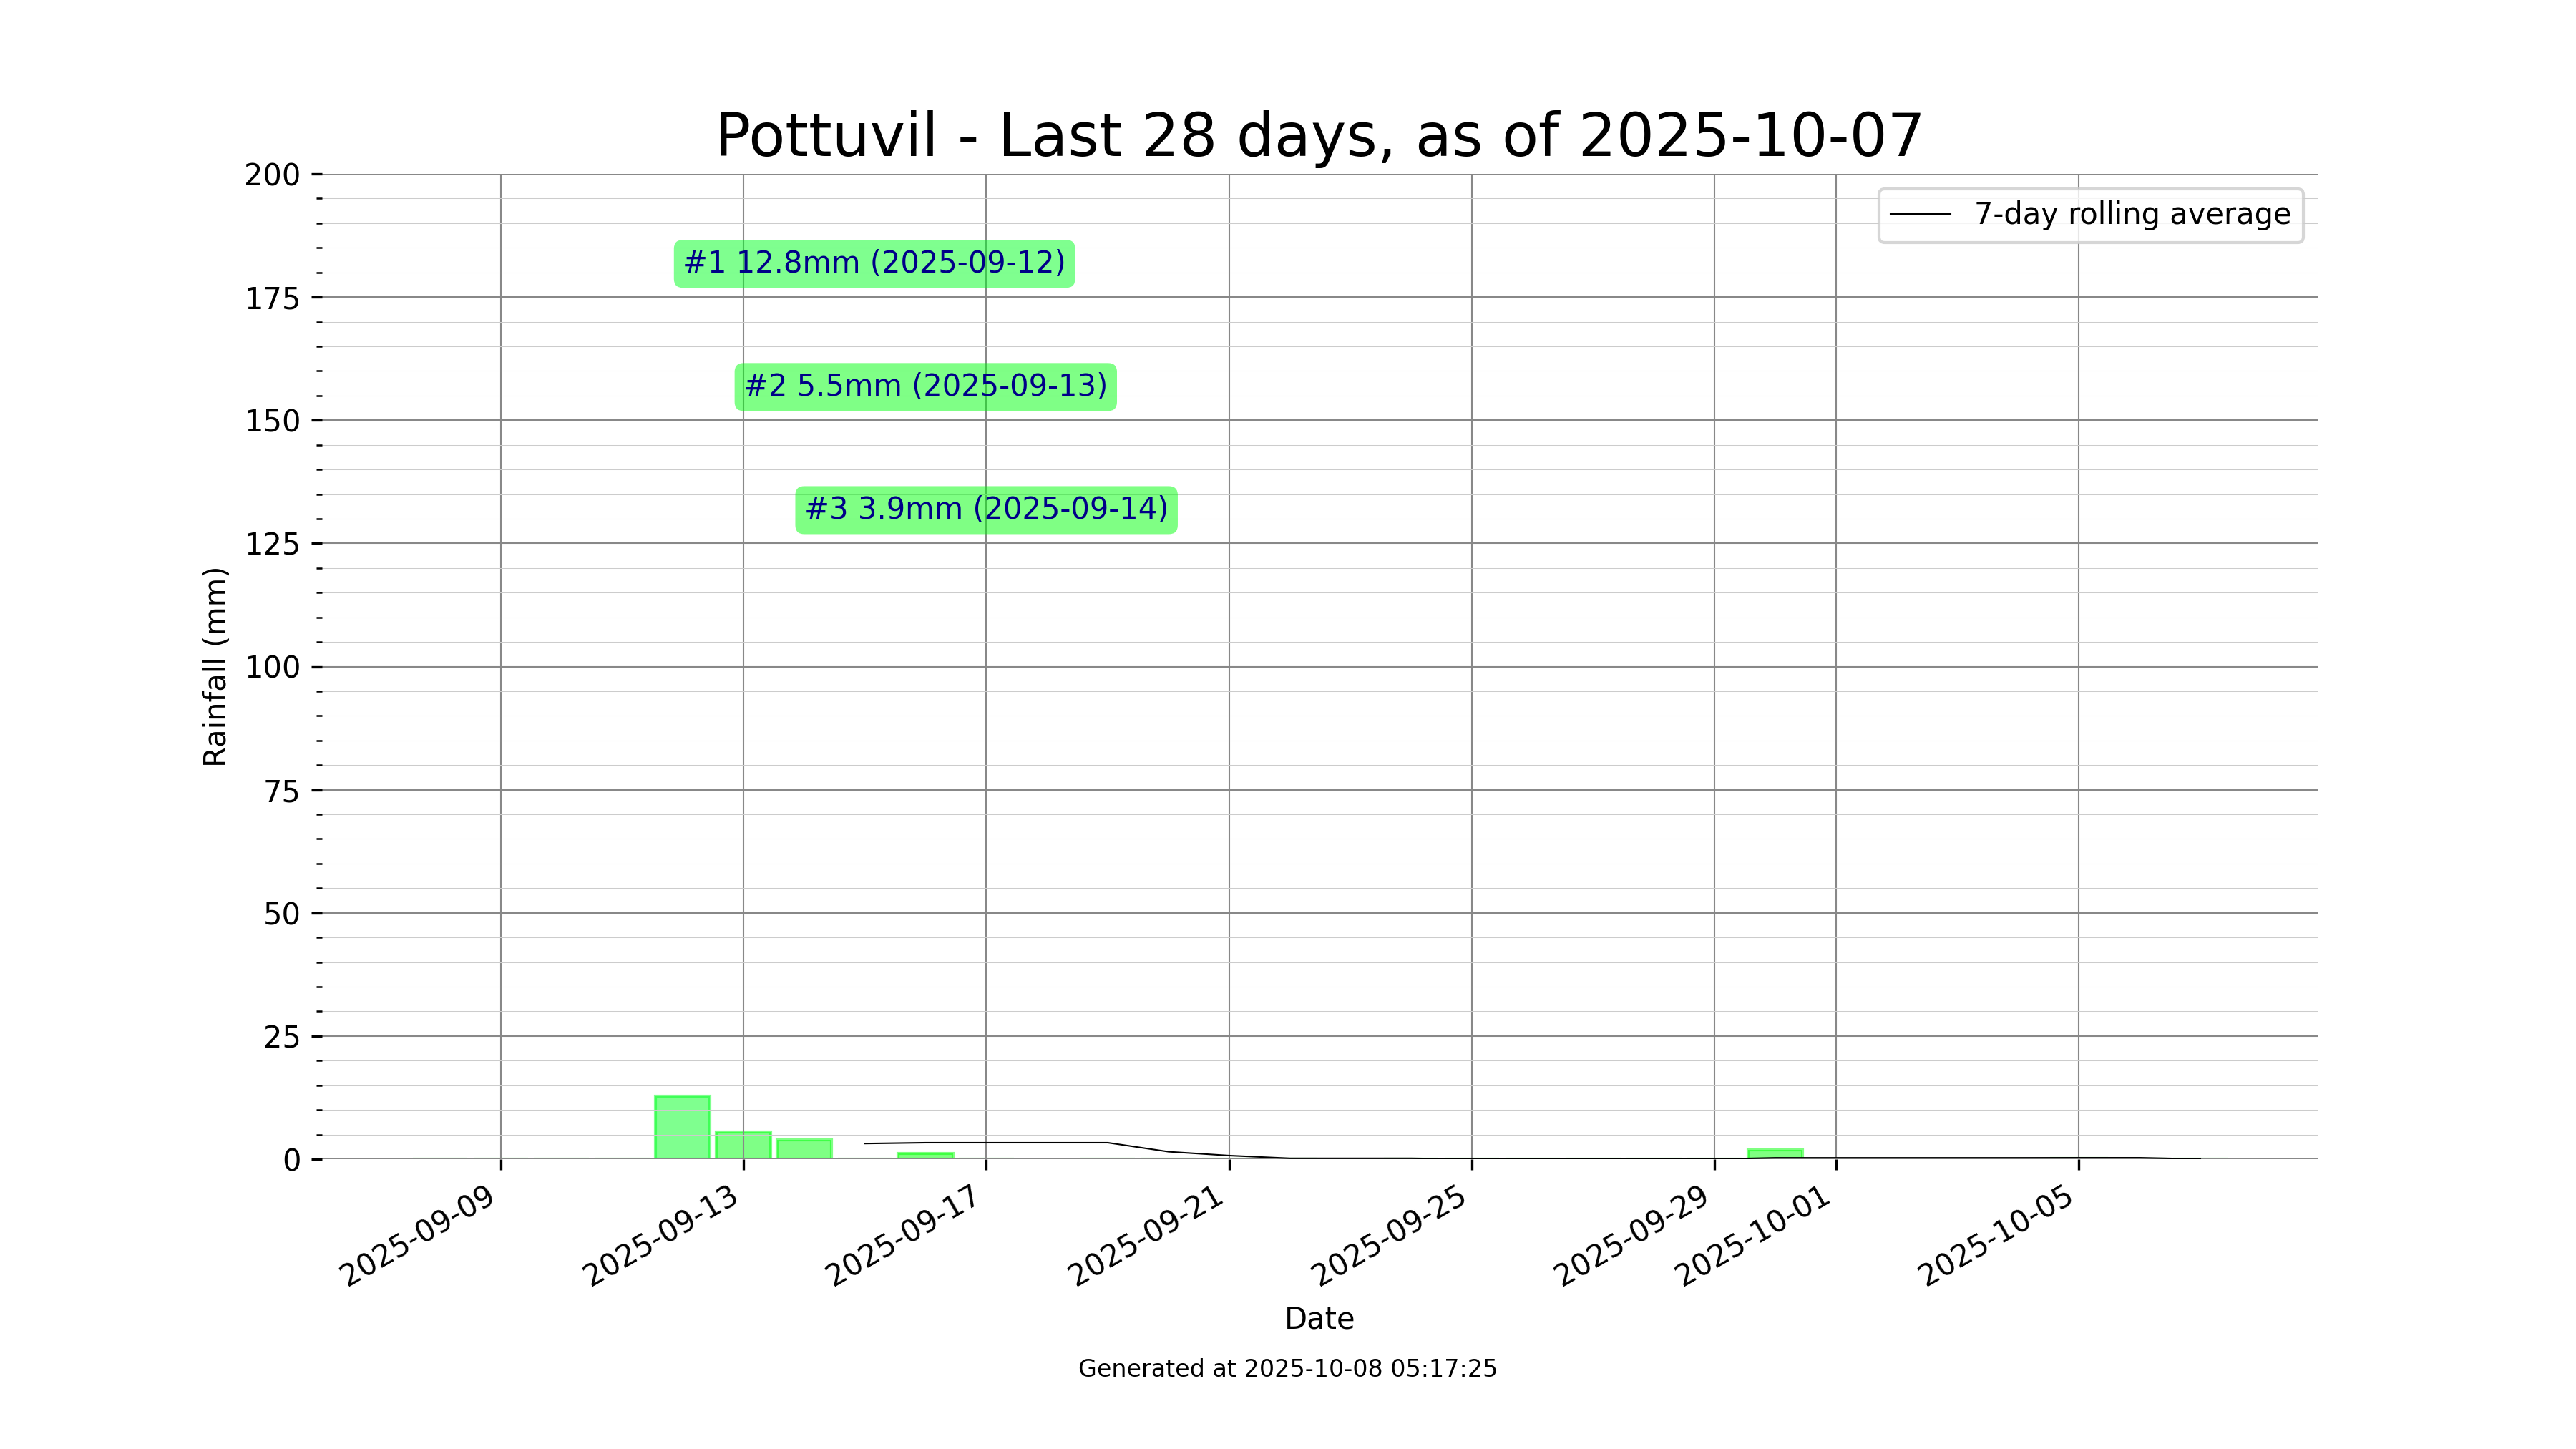 Pottuvil - Last 28 days, as of 2025-10-07
200
175
150
125
100
75
50
25
0
Rainfall (mm)
7-day rolling average
#1 12.8mm (2025-09-12)
#2 5.5mm (2025-09-13)
#3 3.9mm (2025-09-14)
2025-09-09
2025-09-13
2025-09-17
2025-09-21
2025-09-25
2025-09-29
2025-10-01
2025-10-05
Date
Generated at 2025-10-08 05:17:25